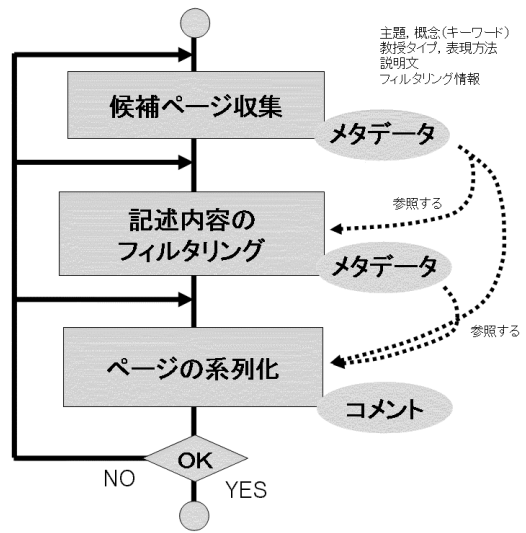 主題, 概念(キーワード)
教授タイプ, 表現方法
説明文
フィルタリング情報
候補ページ収集
メタデータ
参照する
記述内容の
フィルタリング
メタデータ
参照する
ページの系列化
コメント
OK
NO
YES